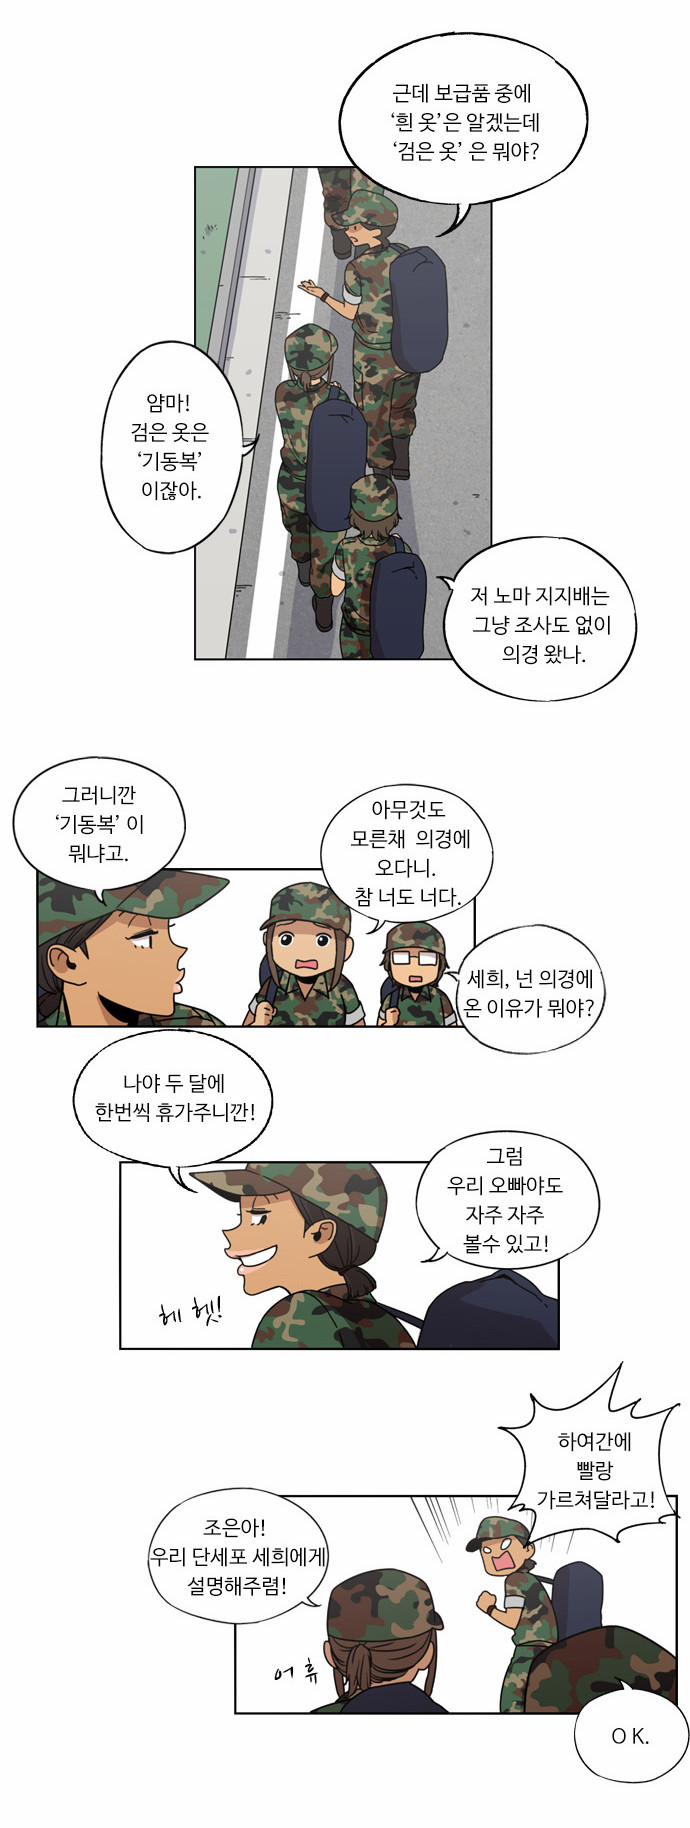 근데 보급품 중에
‘흰 옷’은 알겠는데
‘검은 옷’ 은 뭐야?
얌마!
검은 옷은
‘기동복’
이잖아.
저 노마 지지배는
그냥 조사도 없이
의경 왔나.
그러니깐
‘기동복’ 이
뭐냐고.
아무것도
모른채 의경에
오다니.
참 너도 너다.
세희, 넌 의경에
온 이유가 뭐야?
나야 두 달에
한번씩 휴가주니깐!
그럼
우리 오빠야도
자주 자주
볼수 있고!
헤 헷!
하여간에
빨랑
가르쳐달라고!
조은아!
우리 단세포 세희에게
설명해주렴!
어휴
O K.